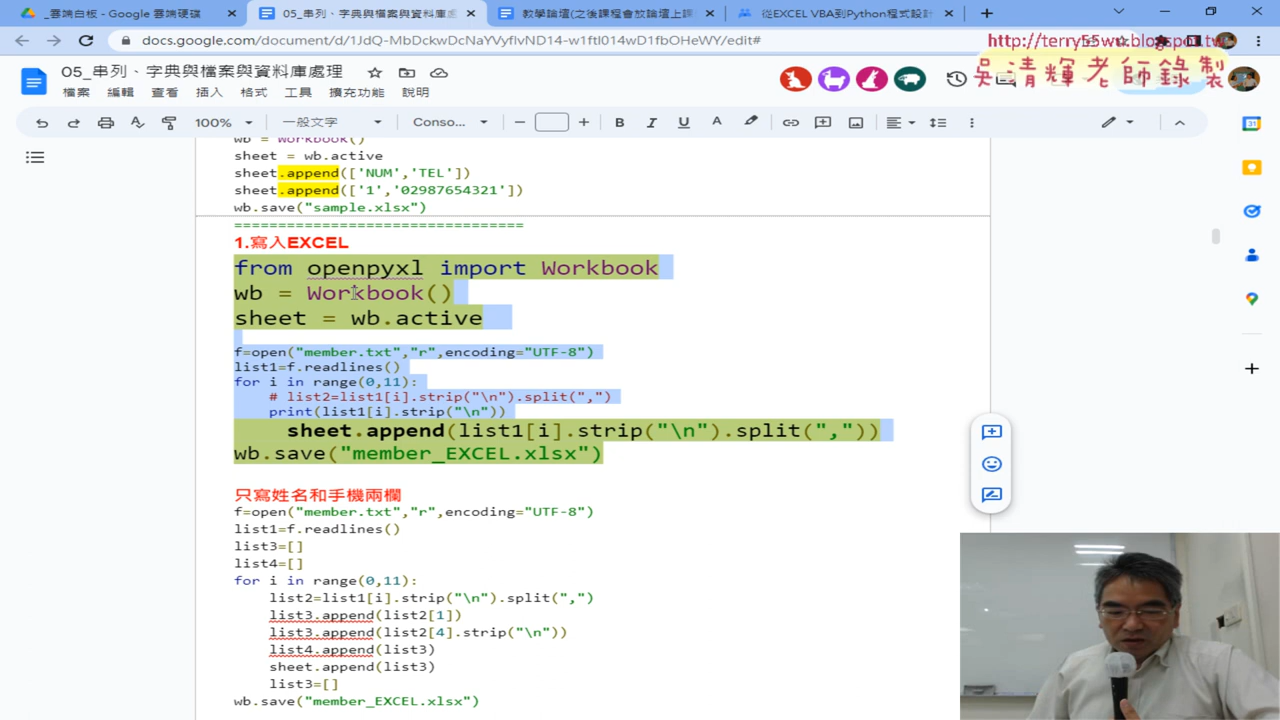 _雲端白板 - Google 雲端硬碟
05_串列、字典與檔案與資料庫處
教學論壇(之後課程會放論壇上課
從EXCEL VBA到Python程式設計
docs.google.com/document/d/1JdQ-MbDckwDcNaYVyfIvND14-w1ftI014wD1fbOHeWY/edit#
http://terry55wu.blogspot.tw
吳清輝老師錄製
05_串列、字典與檔案與資料庫處理
檔案 編輯 查看 插入 格式 工具 擴充功能 說明
100% 一般文字 Conso... B I U A
wb = Workbook()
sheet = wb.active
sheet.append(['NUM','TEL'])
sheet.append(['1','02987654321'])
wb.save("sample.xlsx")
=================================
1.寫入EXCEL
from openpyxl import Workbook
wb = Workbook()
sheet = wb.active
f=open("member.txt","r",encoding="UTF-8")
list1=f.readlines()
for i in range(0,11):
# list2=list1[i].strip("\n").split(",")
print(list1[i].strip("\n"))
sheet.append(list1[i].strip("\n").split(","))
wb.save("member_EXCEL.xlsx")
只寫姓名和手機兩欄
f=open("member.txt","r",encoding="UTF-8")
list1=f.readlines()
list3=[]
list4=[]
for i in range(0,11):
list2=list1[i].strip("\n").split(",")
list3.append(list2[1])
list3.append(list2[4].strip("\n"))
list4.append(list3)
sheet.append(list3)
list3=[]
wb.save("member_EXCEL.xlsx")